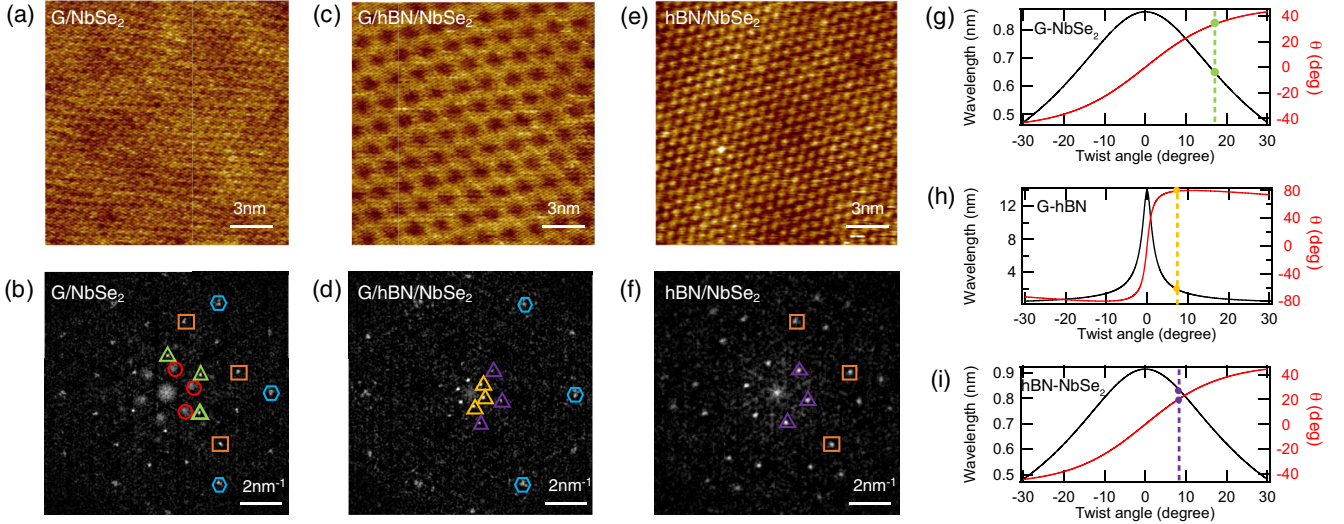 (a) G/NbSe2
3nm
(c) G/hBN/NbSe2
3nm
(e) hBN/NbSe2
3nm
(b) G/NbSe2
2nm-1
(d) G/hBN/NbSe2
2nm-1
(f) hBN/NbSe2
2nm-1
(g)
G-NbSe2
Wavelength (nm)
0.8
0.7
0.6
0.5
θ (deg)
40
20
0
-20
-40
-30 -20 -10 0 10 20 30
Twist angle (degree)
(h)
G-hBN
Wavelength (nm)
12
8
4
θ (deg)
80
40
0
-40
-80
-30 -20 -10 0 10 20 30
Twist angle (degree)
(i)
hBN-NbSe2
Wavelength (nm)
0.9
0.8
0.7
0.6
0.5
θ (deg)
40
20
0
-20
-40
-30 -20 -10 0 10 20 30
Twist angle (degree)